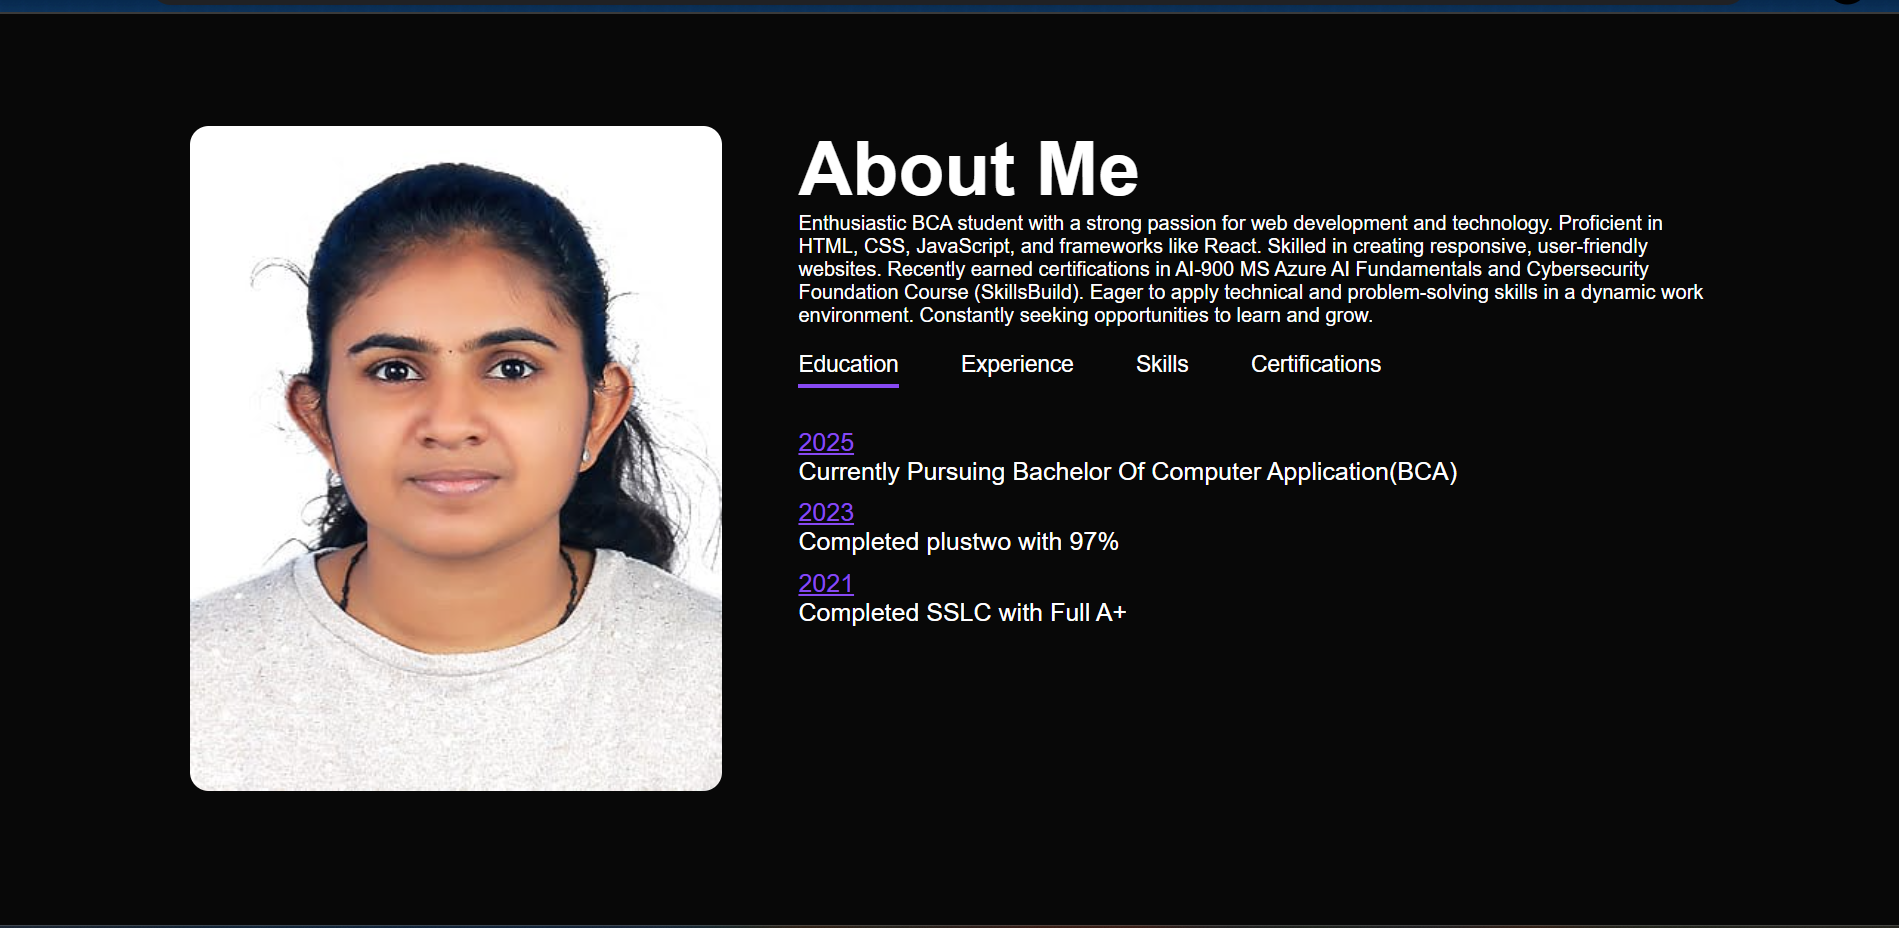 About Me
Enthusiastic BCA student with a strong passion for web development and technology. Proficient in
HTML, CSS, JavaScript, and frameworks like React. Skilled in creating responsive, user-friendly
websites. Recently earned certifications in AI-900 MS Azure AI Fundamentals and Cybersecurity
Foundation Course (SkillsBuild). Eager to apply technical and problem-solving skills in a dynamic work
environment. Constantly seeking opportunities to learn and grow.
Education Experience Skills Certifications
2025
Currently Pursuing Bachelor Of Computer Application(BCA)
2023
Completed plustwo with 97%
2021
Completed SSLC with Full A+